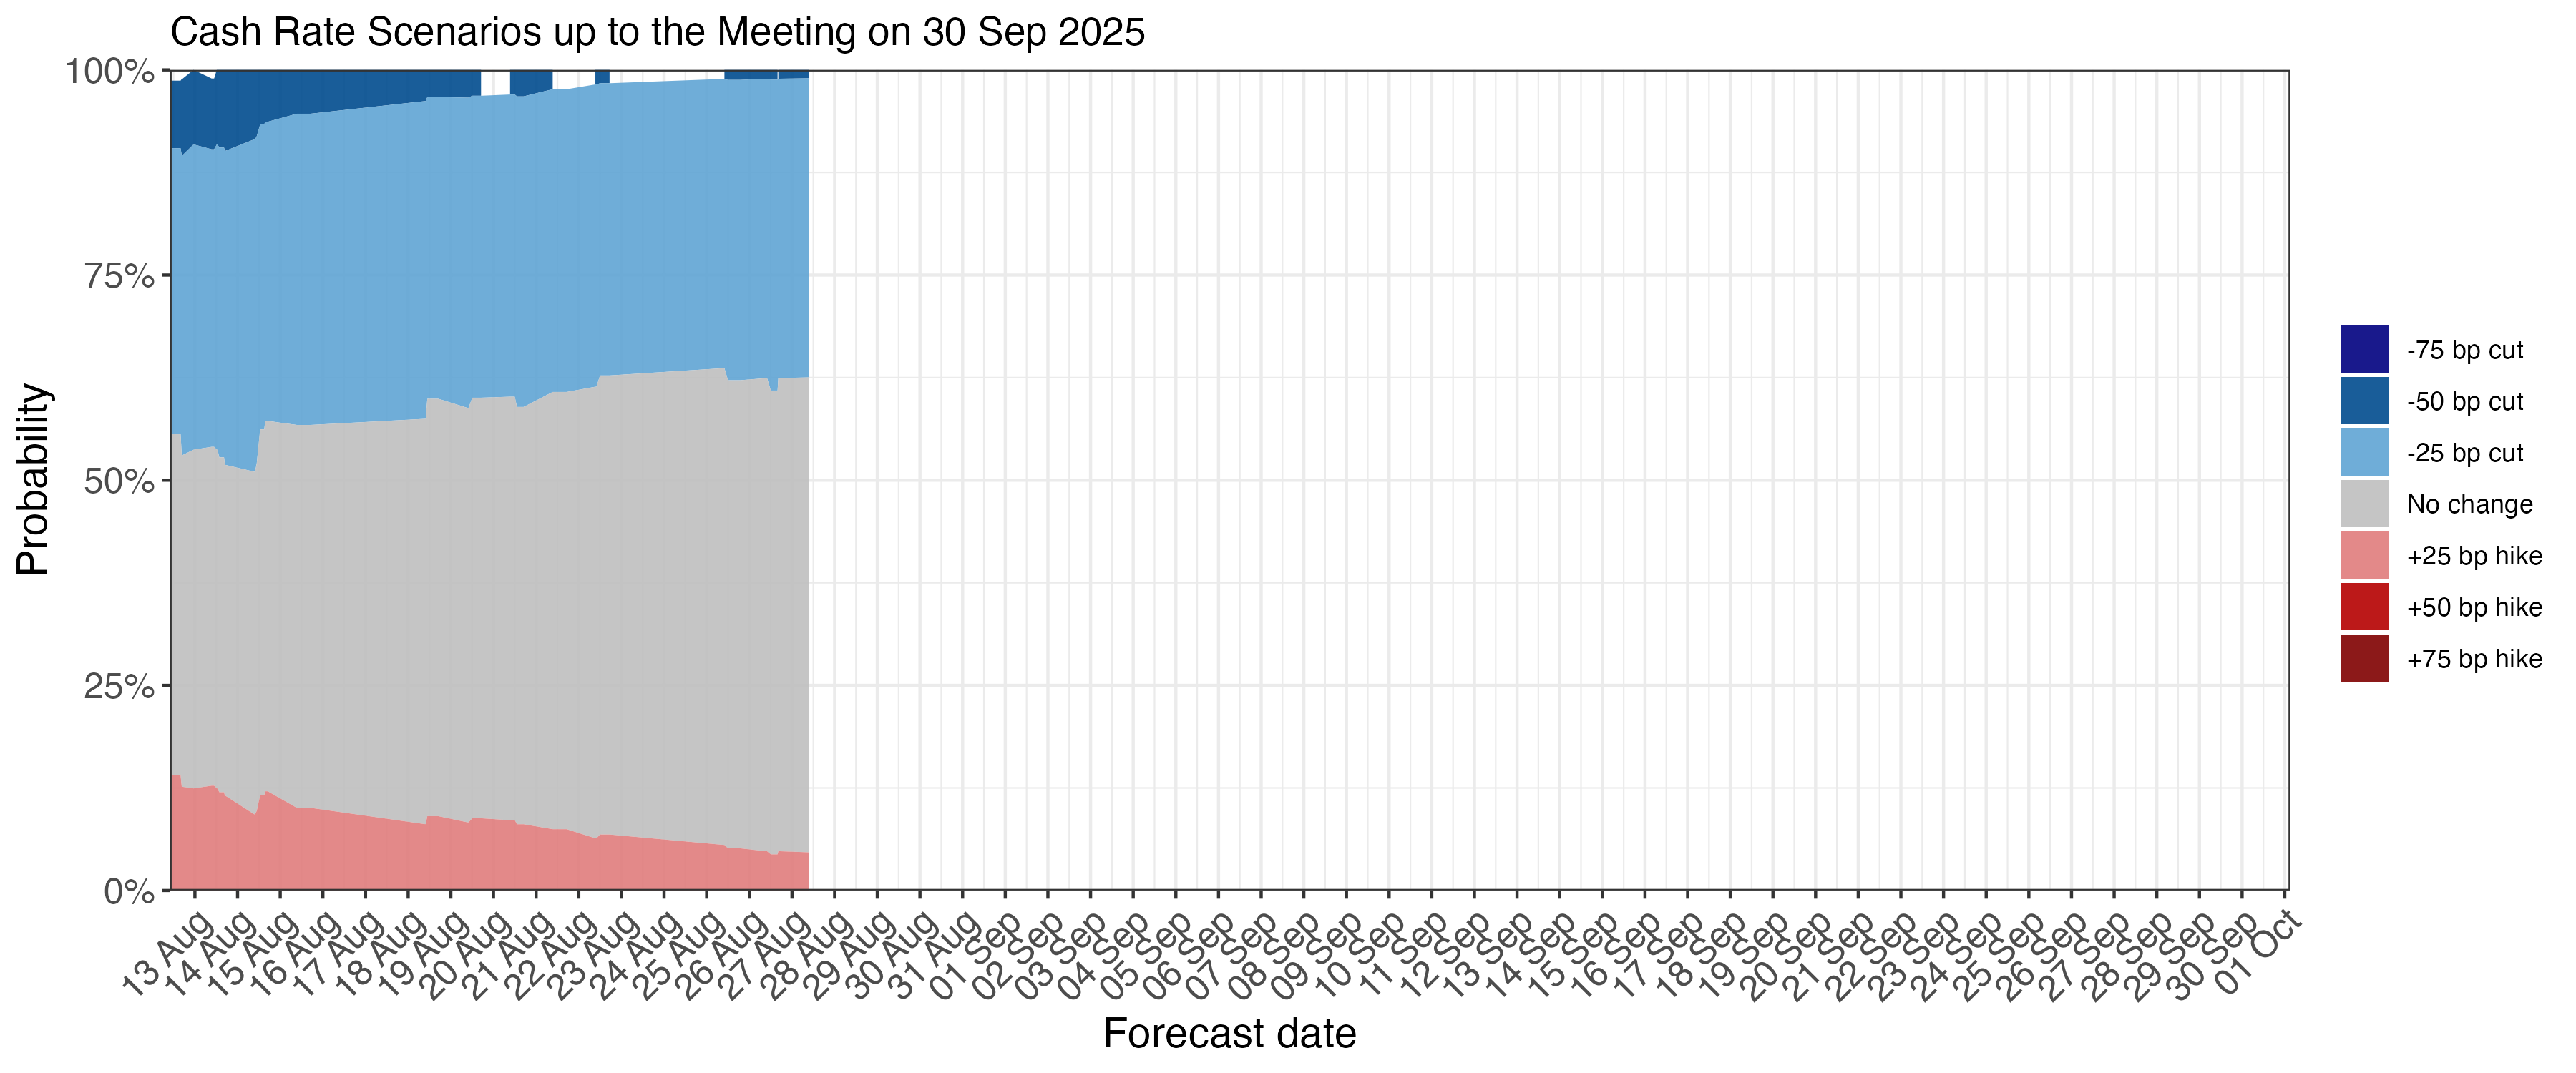 Cash Rate Scenarios up to the Meeting on 30 Sep 2025
100%
75%
50%
25%
0%
Probability
13 Aug
14 Aug
15 Aug
16 Aug
17 Aug
18 Aug
19 Aug
20 Aug
21 Aug
22 Aug
23 Aug
24 Aug
25 Aug
26 Aug
27 Aug
28 Aug
29 Aug
30 Aug
31 Aug
01 Sep
02 Sep
03 Sep
04 Sep
05 Sep
06 Sep
07 Sep
08 Sep
09 Sep
10 Sep
11 Sep
12 Sep
13 Sep
14 Sep
15 Sep
16 Sep
17 Sep
18 Sep
19 Sep
20 Sep
21 Sep
22 Sep
23 Sep
24 Sep
25 Sep
26 Sep
27 Sep
28 Sep
29 Sep
30 Sep
01 Oct
Forecast date
-75 bp cut
-50 bp cut
-25 bp cut
No change
+25 bp hike
+50 bp hike
+75 bp hike